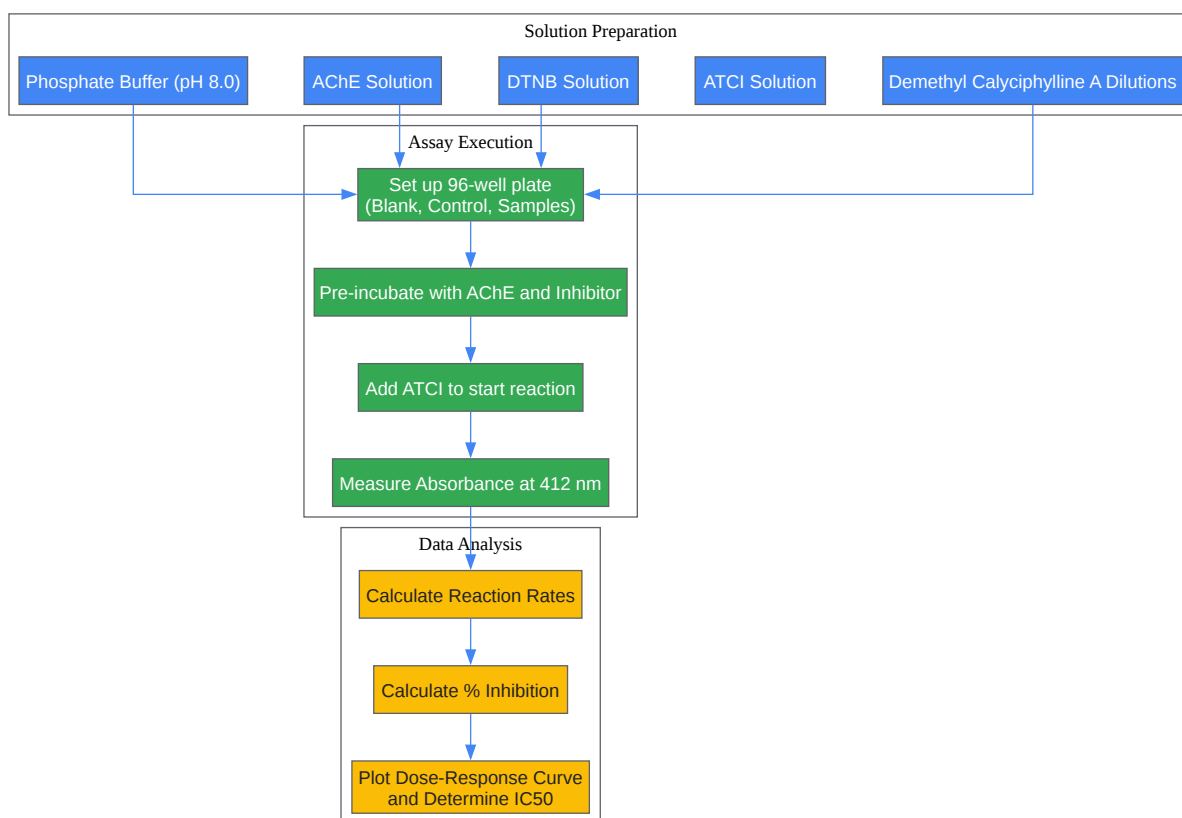 Solution Preparation
Phosphate Buffer (pH 8.0)
AChE Solution
DTNB Solution
ATCI Solution
Demethyl Calyciphylline A Dilutions
Assay Execution
Set up 96-well plate
(Blank, Control, Samples)
Pre-incubate with AChE and Inhibitor
Add ATCI to start reaction
Measure Absorbance at 412 nm
Data Analysis
Calculate Reaction Rates
Calculate % Inhibition
Plot Dose-Response Curve
and Determine IC50